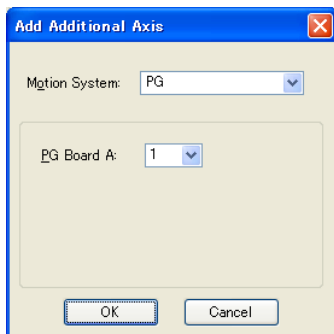 Add Additional Axis
Motion System: PG
PG Board A: 1
OK Cancel